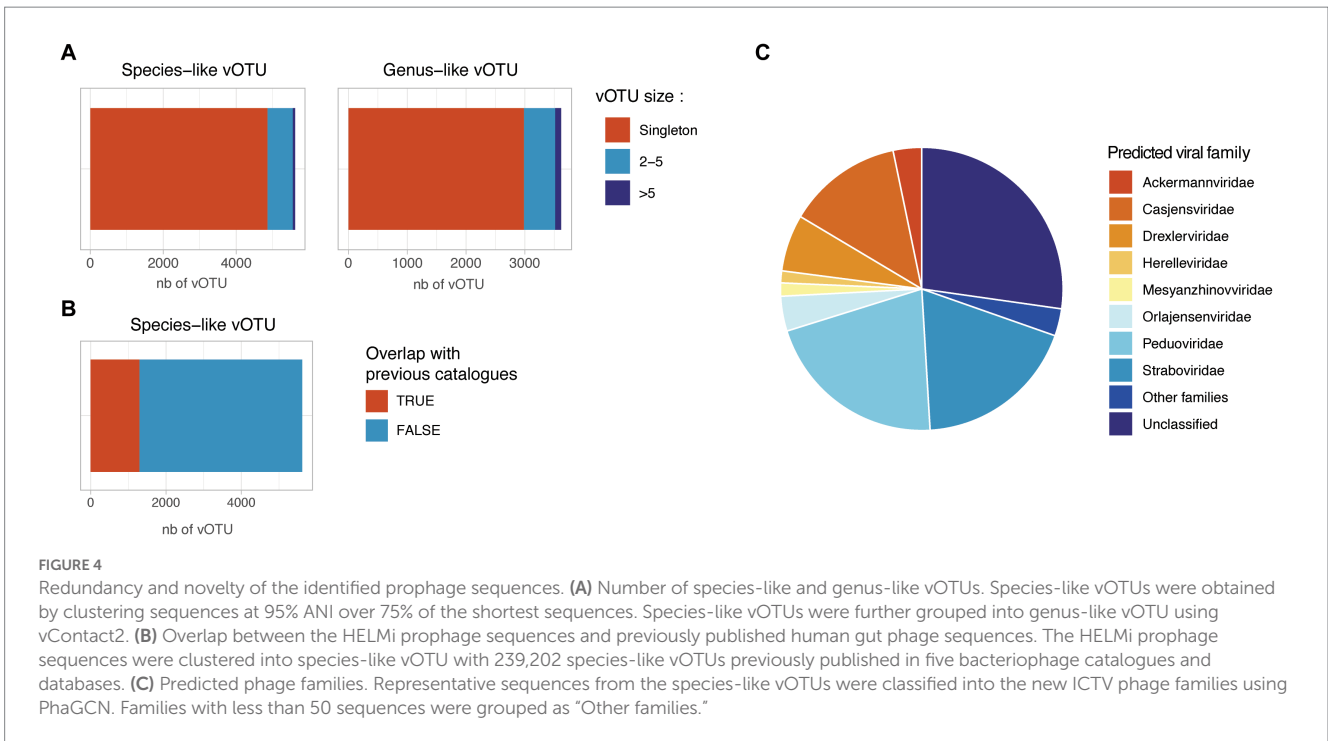 A
Species–like vOTU
Genus–like vOTU
0 2000 4000
nb of vOTU
0 1000 2000 3000
nb of vOTU
vOTU size :
Singleton
2–5
>5
B
Species–like vOTU
0 2000 4000
nb of vOTU
Overlap with
previous catalogues
TRUE
FALSE
C
Predicted viral family
Ackermannviridae
Casjensviridae
Drexlerviridae
Herelleviridae
Mesyanzhinovviridae
Orlajensenviridae
Peduoviridae
Straboviridae
Other families
Unclassified
FIGURE 4
Redundancy and novelty of the identified prophage sequences. (A) Number of species-like and genus-like vOTUs. Species-like vOTUs were obtained
by clustering sequences at 95% ANI over 75% of the shortest sequences. Species-like vOTUs were further grouped into genus-like vOTU using
vContact2. (B) Overlap between the HELMi prophage sequences and previously published human gut phage sequences. The HELMi prophage
sequences were clustered into species-like vOTU with 239,202 species-like vOTUs previously published in five bacteriophage catalogues and
databases. (C) Predicted phage families. Representative sequences from the species-like vOTUs were classified into the new ICTV phage families using
PhaGCN. Families with less than 50 sequences were grouped as “Other families.”